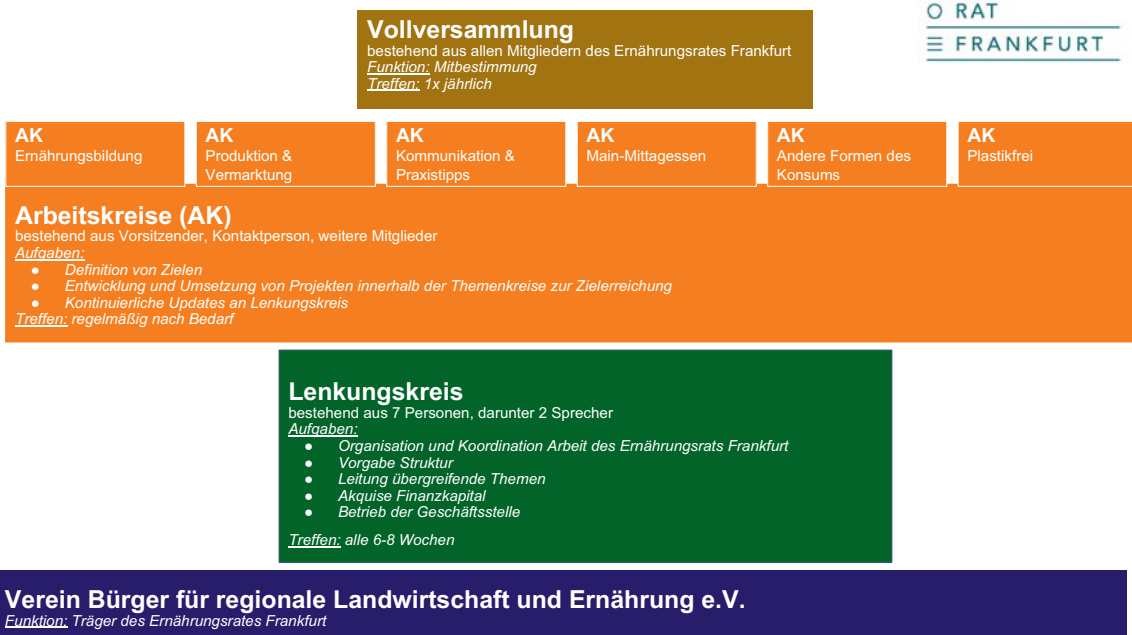 RAT
FRANKFURT
Vollversammlung
bestehend aus allen Mitgliedern des Ernährungsrates Frankfurt
Funktion: Mitbestimmung
Treffen: 1x jährlich
AK
Ernährungsbildung
AK
Produktion &
Vermarktung
AK
Kommunikation &
Praxistipps
AK
Main-Mittagessen
AK
Andere Formen des
Konsums
AK
Plastikfrei
Arbeitskreise (AK)
bestehend aus Vorsitzender, Kontaktperson, weitere Mitglieder
Aufgaben:
● Definition von Zielen
● Entwicklung und Umsetzung von Projekten innerhalb der Themenkreise zur Zielerreichung
● Kontinuierliche Updates an Lenkungskreis
Treffen: regelmäßig nach Bedarf
Lenkungskreis
bestehend aus 7 Personen, darunter 2 Sprecher
Aufgaben:
● Organisation und Koordination Arbeit des Ernährungsrats Frankfurt
● Vorgabe Struktur
● Leitung übergreifende Themen
● Akquise Finanzkapital
● Betrieb der Geschäftsstelle
Treffen: alle 6-8 Wochen
Verein Bürger für regionale Landwirtschaft und Ernährung e.V.
Funktion: Träger des Ernährungsrates Frankfurt